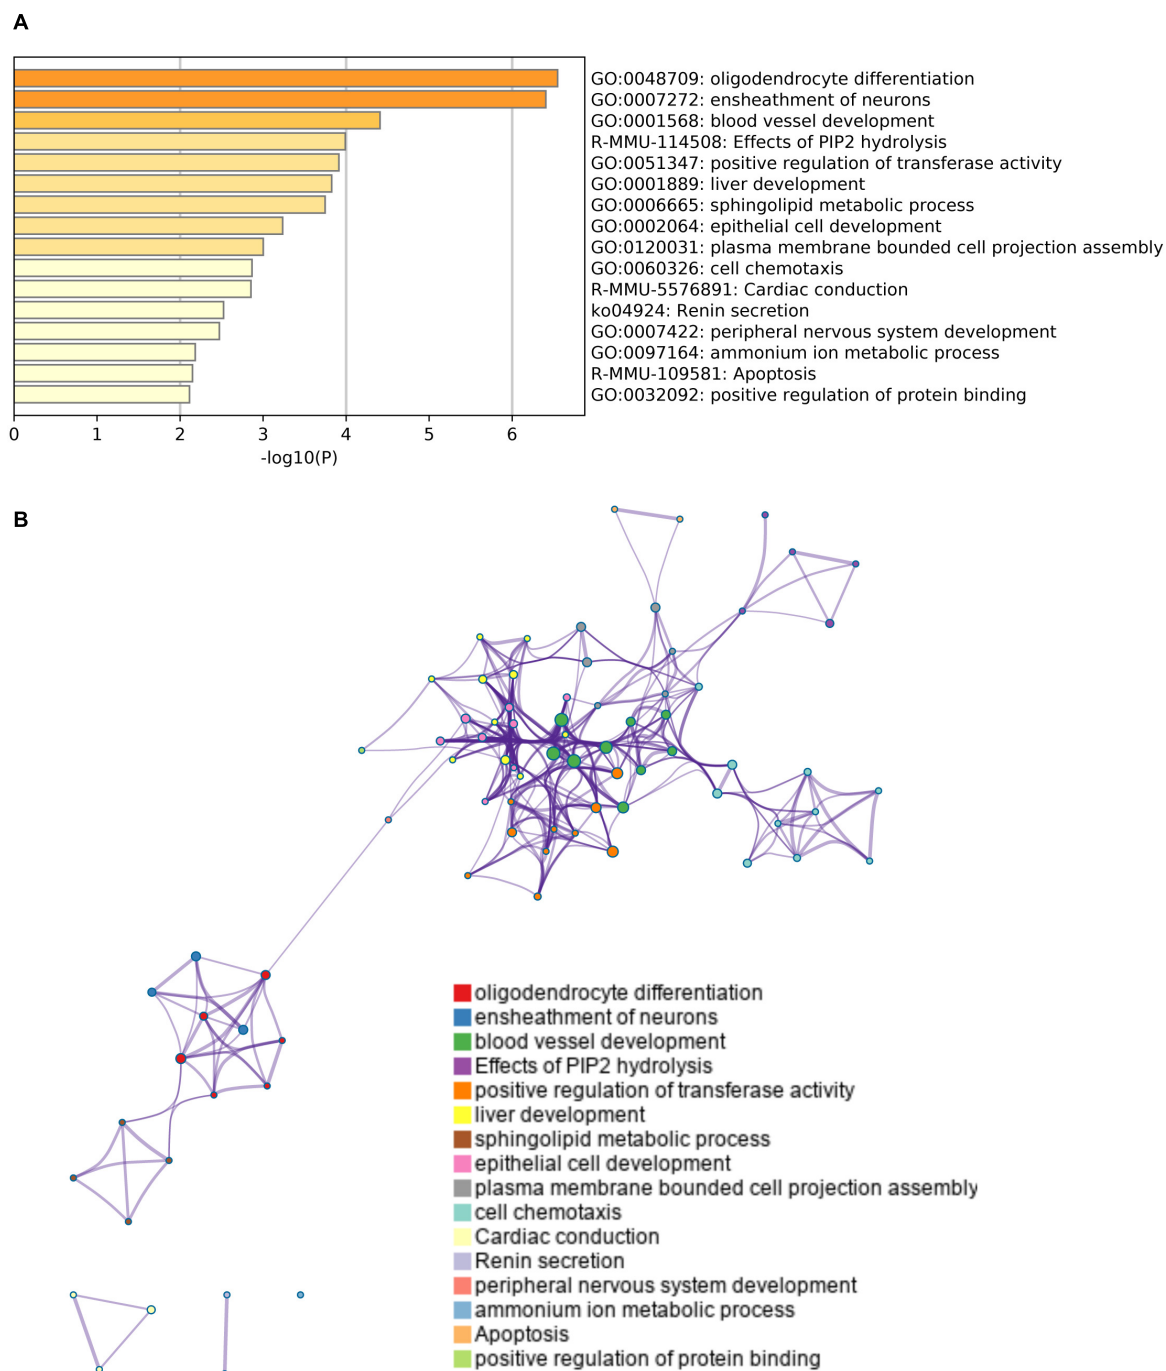 A
GO:0048709: oligodendrocyte differentiation
GO:0007272: ensheathment of neurons
GO:0001568: blood vessel development
R-MMU-114508: Effects of PIP2 hydrolysis
GO:0051347: positive regulation of transferase activity
GO:0001889: liver development
GO:0006665: sphingolipid metabolic process
GO:0002064: epithelial cell development
GO:0120031: plasma membrane bounded cell projection assembly
GO:0060326: cell chemotaxis
R-MMU-5576891: Cardiac conduction
ko04924: Renin secretion
GO:0007422: peripheral nervous system development
GO:0097164: ammonium ion metabolic process
R-MMU-109581: Apoptosis
GO:0032092: positive regulation of protein binding
0 1 2 3 4 5 6
-log10(P)
B
oligodendrocyte differentiation
ensheathment of neurons
blood vessel development
Effects of PIP2 hydrolysis
positive regulation of transferase activity
liver development
sphingolipid metabolic process
epithelial cell development
plasma membrane bounded cell projection assembly
cell chemotaxis
Cardiac conduction
Renin secretion
peripheral nervous system development
ammonium ion metabolic process
Apoptosis
positive regulation of protein binding